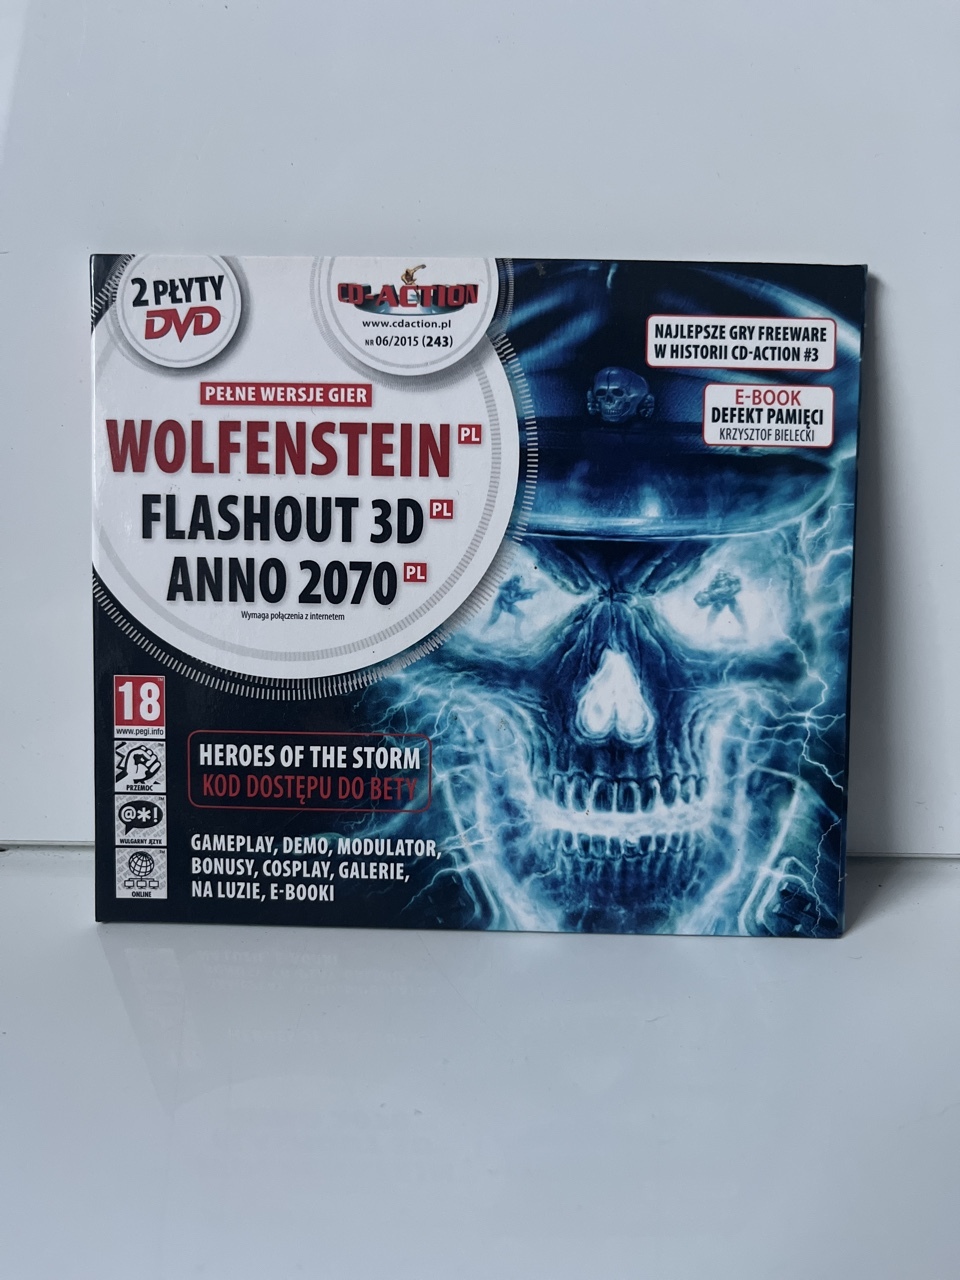 2 PŁYTY
DVD
CD-ACTION
www.cdaction.pl
NR 06/2015 (243)
PEŁNE WERSJE GIER
WOLFENSTEIN PL
FLASHOUT 3D PL
ANNO 2070 PL
Wymaga połączenia z internetem
NAJLEPSZE GRY FREEWARE
W HISTORII CD-ACTION #3
E-BOOK
DEFEKT PAMIĘCI
KRZYSZTOF BIELECKI
18
www.pegi.info
PRZEMOC
@*!
WULGARNY JĘZYK
ONLINE
HEROES OF THE STORM
KOD DOSTĘPU DO BETY
GAMEPLAY, DEMO, MODULATOR,
BONUSY, COSPLAY, GALERIE,
NA LUZIE, E-BOOKI